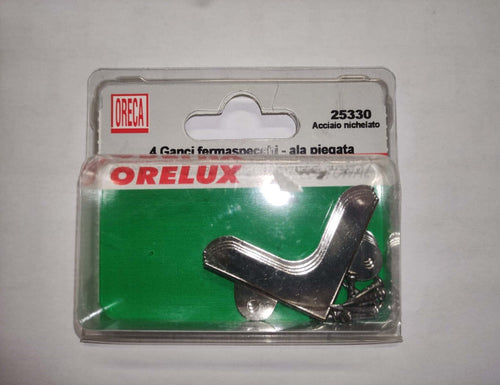 ORECA
25330
Acciaio nichelato
4 Ganci fermaspecchi - ala piegata
ORELUX